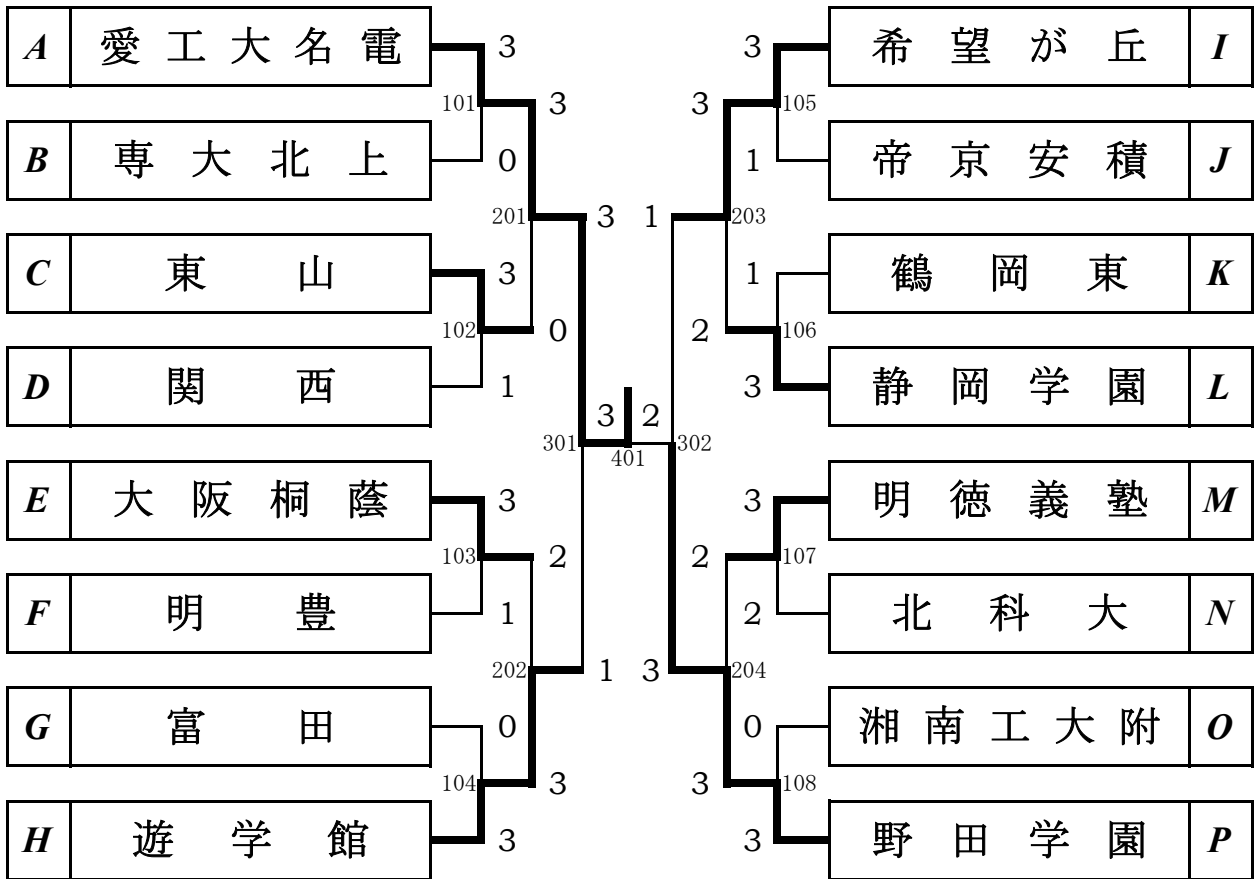 A 愛工大名電 3 3 希望が丘 I
101 3 3 105
B 専大北上 0 1 帝京安積 J
201 3 1 203
C 東山 3 1 鶴岡東 K
102 0 2 106
D 関西 1 3 静岡学園 L
3 2
301 401 302
E 大阪桐蔭 3 3 明徳義塾 M
103 2 2 107
F 明豊 1 2 北科大 N
202 1 3 204
G 富田 0 0 湘南工大附 O
104 3 3 108
H 遊学館 3 3 野田学園 P